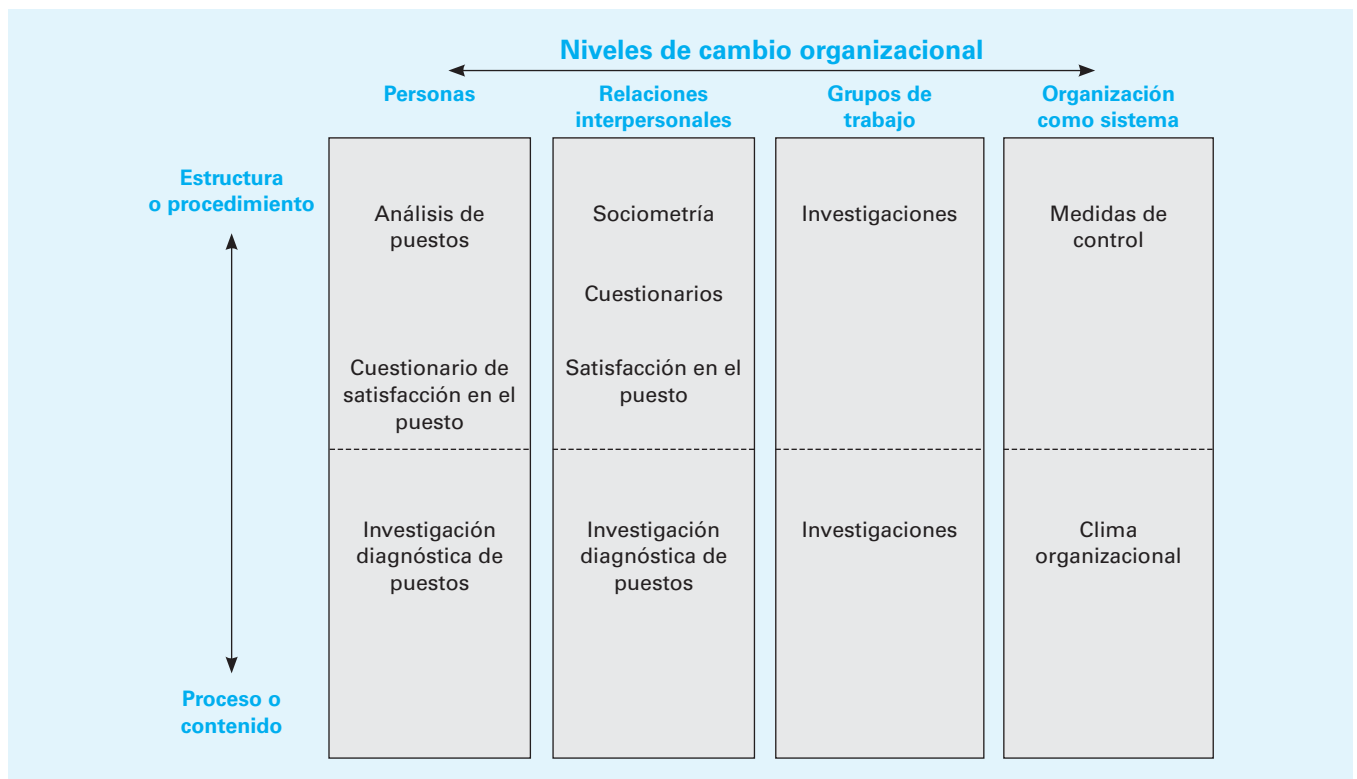 Niveles de cambio organizacional
Personas
Relaciones
interpersonales
Grupos de
trabajo
Organización
como sistema
Estructura
o procedimiento
Análisis de
puestos
Sociometría
Investigaciones
Medidas de
control
Cuestionarios
Cuestionario de
satisfacción en el
puesto
Satisfacción en el
puesto
Investigación
diagnóstica de
puestos
Investigación
diagnóstica de
puestos
Investigaciones
Clima
organizacional
Proceso o
contenido